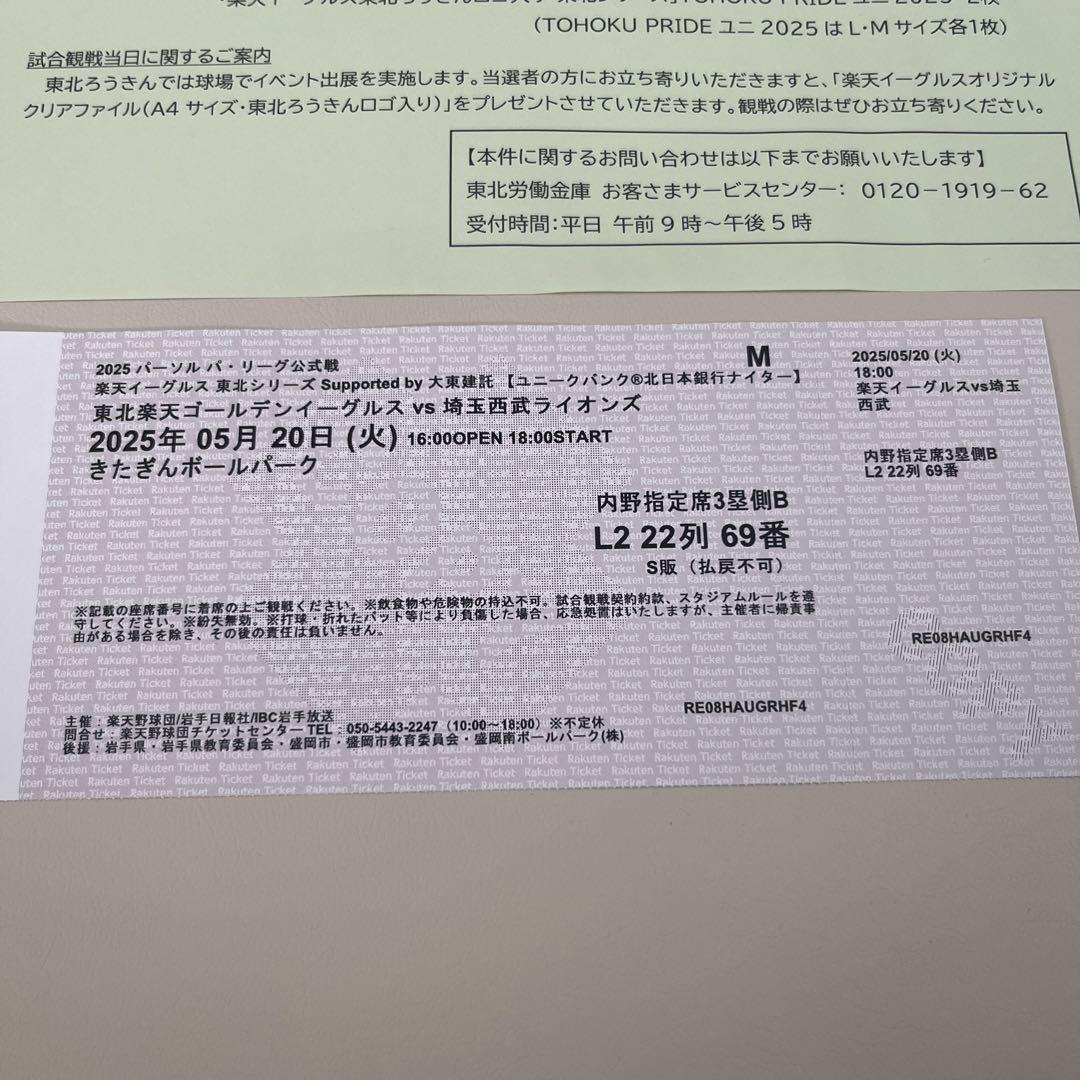 (TOHOKU PRIDE ユニ 2025 は L・M サイズ各1枚)
試合観戦当日に関するご案内
東北ろうきんでは球場でイベント出展を実施します。当選者の方にお立ち寄りいただきますと、「楽天イーグルスオリジナル
クリアファイル(A4 サイズ・東北ろうきんロゴ入り)」をプレゼントさせていただきます。観戦の際はぜひお立ち寄りください。
【本件に関するお問い合わせは以下までお願いいたします】
東北労働金庫 お客さまサービスセンター: 0120-1919-62
受付時間:平日 午前 9 時~午後 5 時
2025 パーソル パ・リーグ公式戦
M
楽天イーグルス 東北シリーズ Supported by 大東建託 【ユニークバンク®北日本銀行ナイター】
東北楽天ゴールデンイーグルス vs 埼玉西武ライオンズ
2025年 05月 20日 (火) 16:00OPEN 18:00START
きたぎんボールパーク
内野指定席3塁側B
L2 22列 69番
S販(払戻不可)
※記載の座席番号に着席の上ご観戦ください。※飲食物や危険物の持込不可。試合観戦契約約款、スタジアムルールを遵
守してください。※紛失無効。※打球・折れたバット等により負傷した場合、応急処置はいたしますが、主催者に帰責事
由がある場合を除き、その後の責任は負いません。
RE08HAUGRHF4
主催:楽天野球団/岩手日報社/IBC岩手放送
問合せ:楽天野球団チケットセンター TEL:050-5443-2247(10:00~18:00)※不定休
後援:岩手県・岩手県教育委員会・盛岡市・盛岡市教育委員会・盛岡南ボールパーク(株)
2025/05/20 (火)
18:00
楽天イーグルスvs埼玉
西武
内野指定席3塁側B
L2 22列 69番
RE08HAUGRHF4